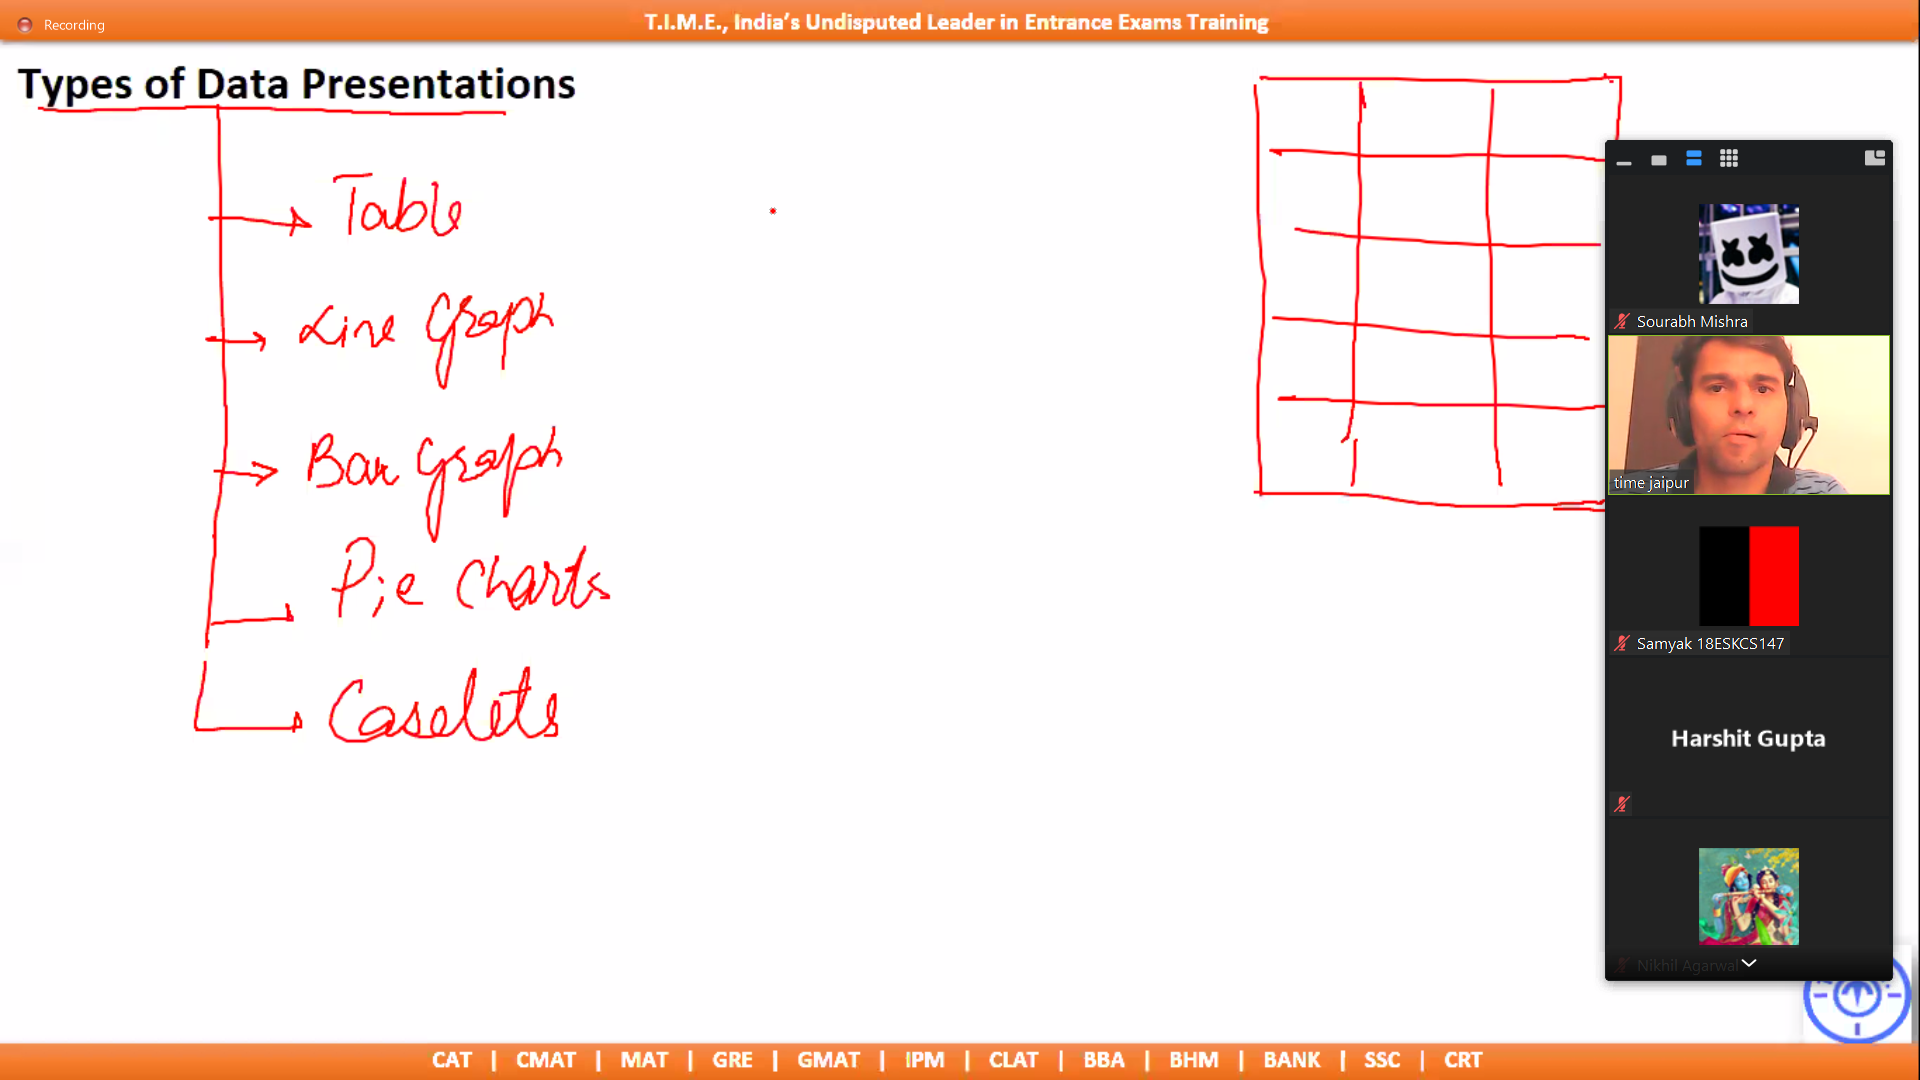 Recording
T.I.M.E., India's Undisputed Leader in Entrance Exams Training
Types of Data Presentations
Table
Line Graph
Bar Graph
Pie Charts
Caselets
Sourabh Mishra
time jaipur
Samyak 18ESKCS147
Harshit Gupta
Nikhil Agarwal
CAT | CMAT | MAT | GRE | GMAT | IPM | CLAT | BBA | BHM | BANK | SSC | CRT